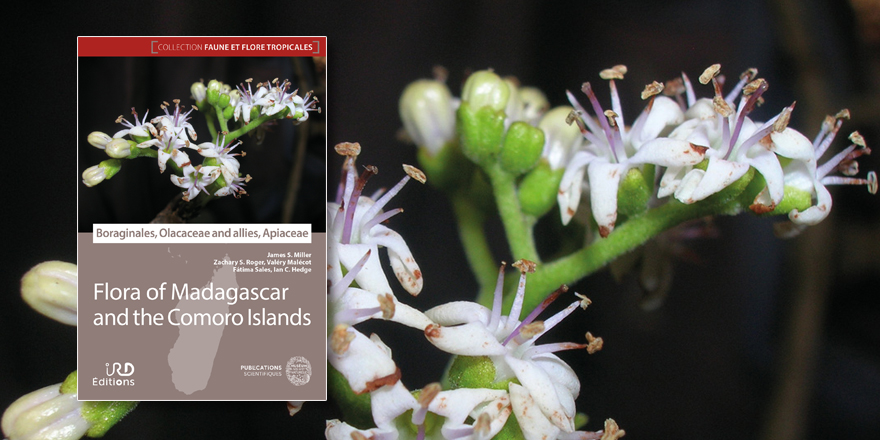 [COLLECTION FAUNE ET FLORE TROPICALES]
Boraginales, Olacaceae and allies, Apiaceae
James S. Miller
Zachary S. Roger, Valéry Malécot
Fátima Sales, Ian C. Hedge
Flora of Madagascar
and the Comoro Islands
IRD
Editions
PUBLICATIONS
SCIENTIFIQUES